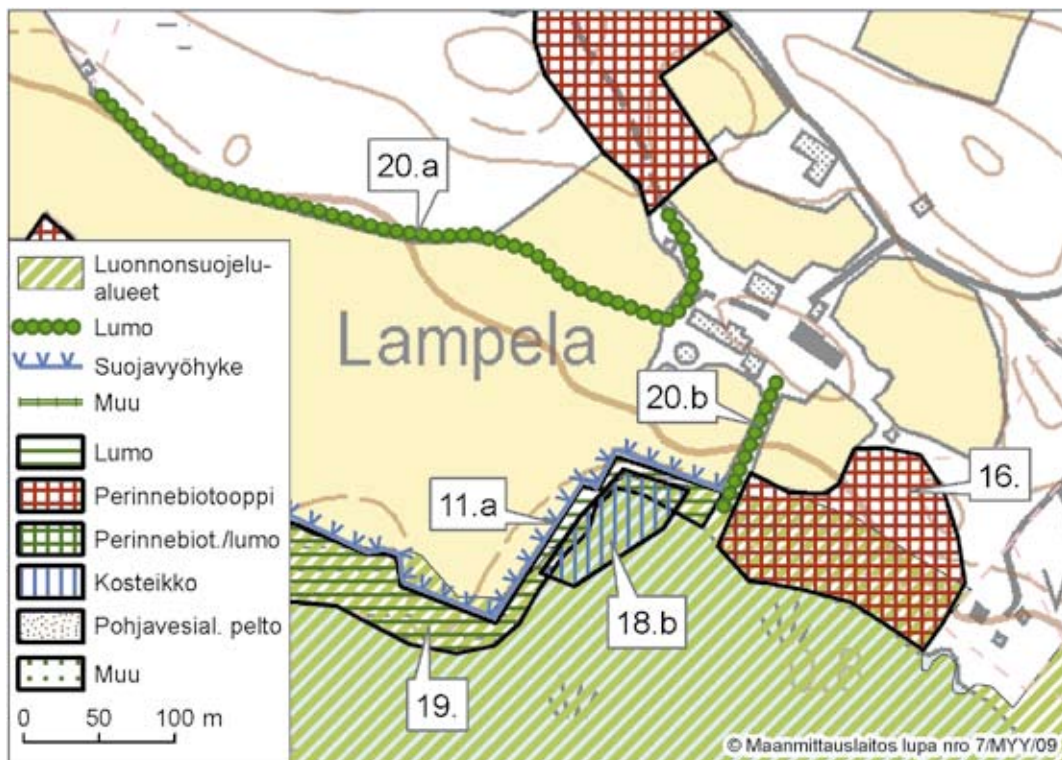 20.a
Lampela
20.b
11.a
16.
18.b
19.
Luonnonsuojelu-
alueet
Lumo
Suojavyöhyke
Muu
Lumo
Perinnebiotooppi
Perinnebiot./lumo
Kosteikko
Pohjavesial. pelto
Muu
0 50 100 m
© Maanmittauslaitos lupa nro 7/MYY/09